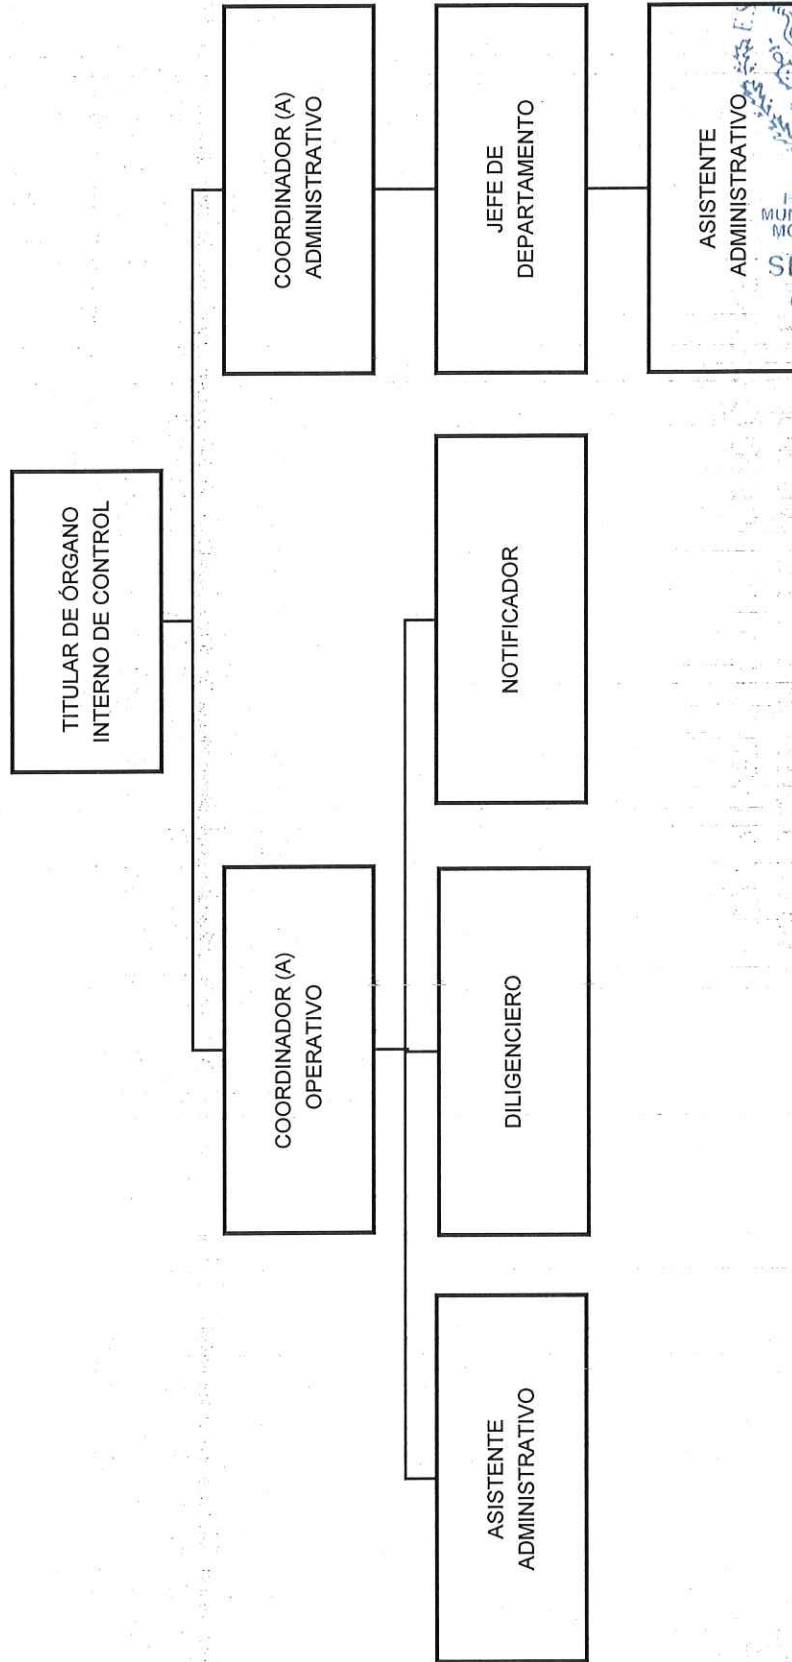 TITULAR DE ÓRGANO
INTERNO DE CONTROL
COORDINADOR (A)
OPERATIVO
COORDINADOR (A)
ADMINISTRATIVO
ASISTENTE
ADMINISTRATIVO
DILIGENCIERO
NOTIFICADOR
JEFE DE
DEPARTAMENTO
ASISTENTE
ADMINISTRATIVO